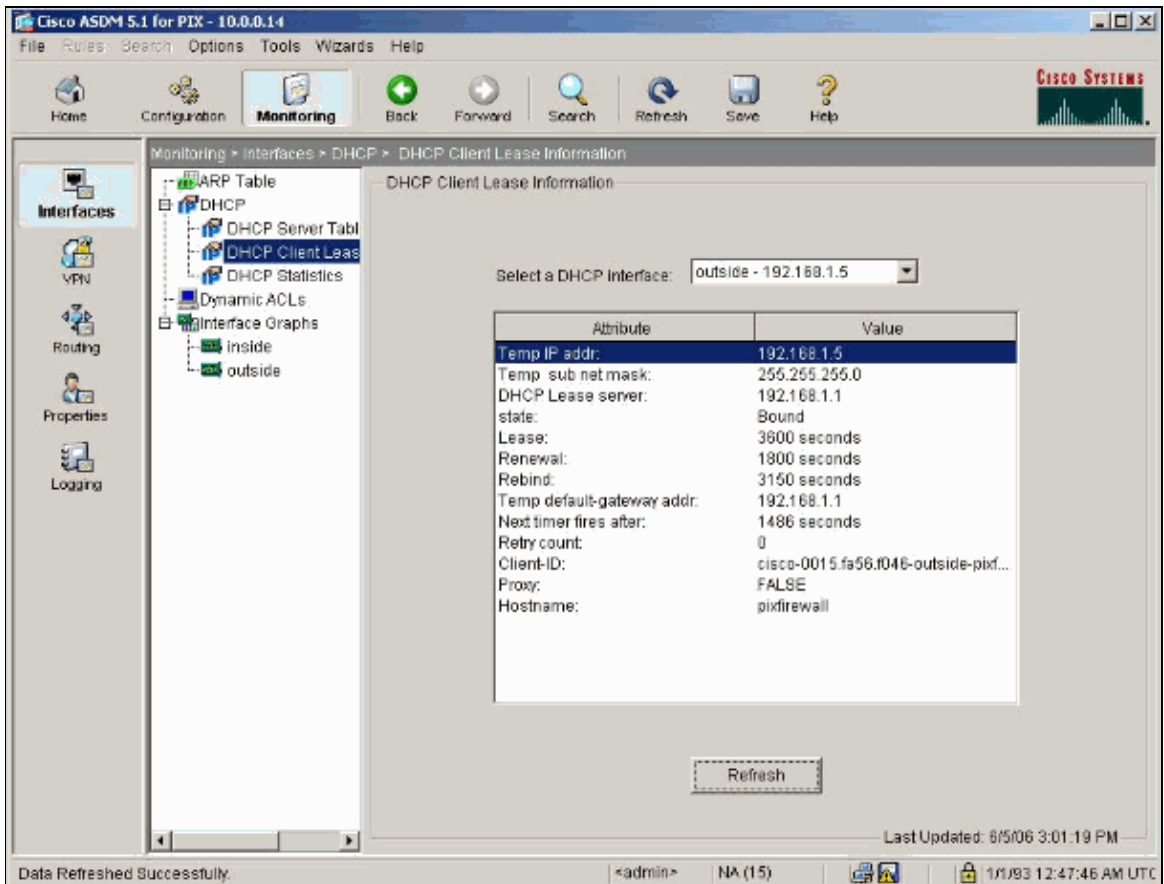 Cisco ASDM 5.1 for PIX - 10.0.0.14
File Rules Search Options Tools Wizards Help
Home Configuration Monitoring Back Forward Search Refresh Save Help
CISCO SYSTEMS
Monitoring > Interfaces > DHCP > DHCP Client Lease Information
Interfaces
VPN
Routing
Properties
Logging
ARP Table
DHCP
DHCP Server Tabl
DHCP Client Leas
DHCP Statistics
Dynamic ACLs
Interface Graphs
inside
outside
DHCP Client Lease Information
Select a DHCP interface: outside - 192.168.1.5
Attribute Value
Temp IP addr: 192.168.1.5
Temp sub net mask: 255.255.255.0
DHCP Lease server: 192.168.1.1
state: Bound
Lease: 3600 seconds
Renewal: 1800 seconds
Rebind: 3150 seconds
Temp default-gateway addr: 192.168.1.1
Next timer fires after: 1486 seconds
Retry count: 0
Client-ID: cisco-0015.fa56.f046-outside-pixf...
Proxy: FALSE
Hostname: pixfirewall
Refresh
Last Updated: 6/5/06 3:01:19 PM
Data Refreshed Successfully. <admin> NA (15) 1/1/93 12:47:46 AM UTC